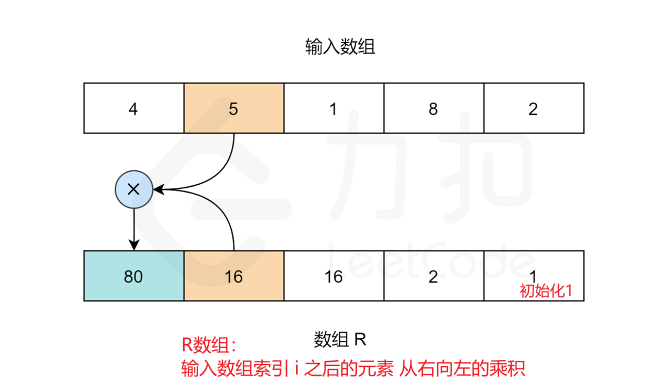 输入数组
4 5 1 8 2
力扣
×
LeetCode
80 16 16 2 1
初始化1
数组 R
R数组：
输入数组索引 i 之后的元素 从右向左的乘积